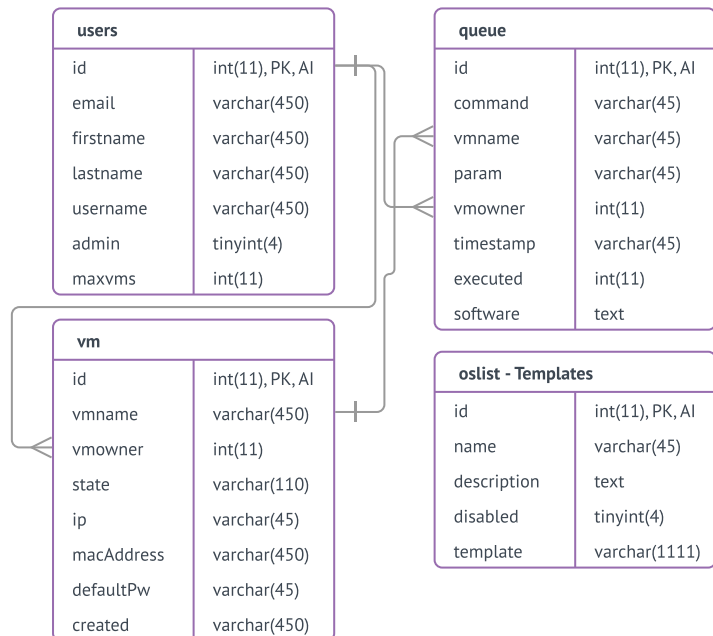 users
id int(11), PK, AI
email varchar(450)
firstname varchar(450)
lastname varchar(450)
username varchar(450)
admin tinyint(4)
maxvms int(11)
vm
id int(11), PK, AI
vmname varchar(450)
vmowner int(11)
state varchar(110)
ip varchar(45)
macAddress varchar(450)
defaultPw varchar(45)
created varchar(450)
queue
id int(11), PK, AI
command varchar(45)
vmname varchar(45)
param varchar(45)
vmowner int(11)
timestamp varchar(45)
executed int(11)
software text
oslist - Templates
id int(11), PK, AI
name varchar(45)
description text
disabled tinyint(4)
template varchar(1111)